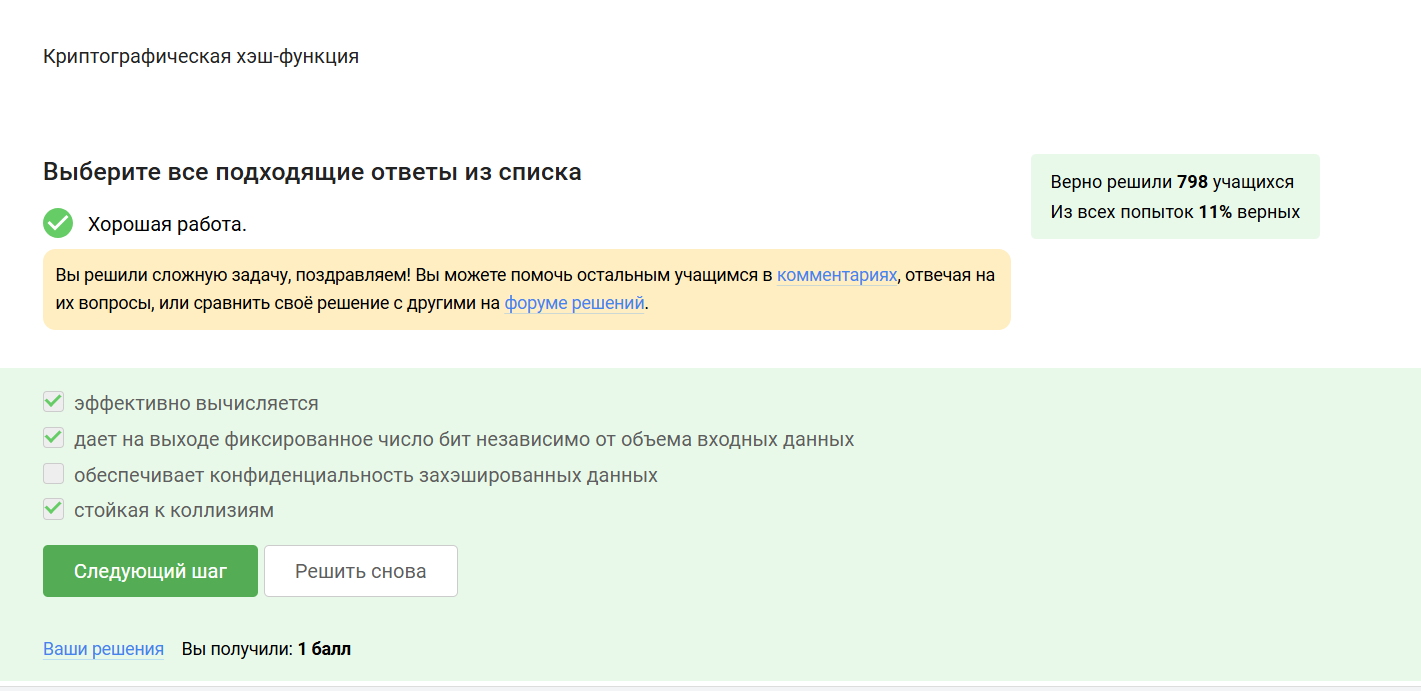 Криптографическая хэш-функция
Выберите все подходящие ответы из списка
Хорошая работа.
Верно решили 798 учащихся
Из всех попыток 11% верных
Вы решили сложную задачу, поздравляем! Вы можете помочь остальным учащимся в комментариях, отвечая на
их вопросы, или сравнить своё решение с другими на форуме решений.
эффективно вычисляется
дает на выходе фиксированное число бит независимо от объема входных данных
обеспечивает конфиденциальность захэшированных данных
стойкая к коллизиям
Следующий шаг
Решить снова
Ваши решения Вы получили: 1 балл